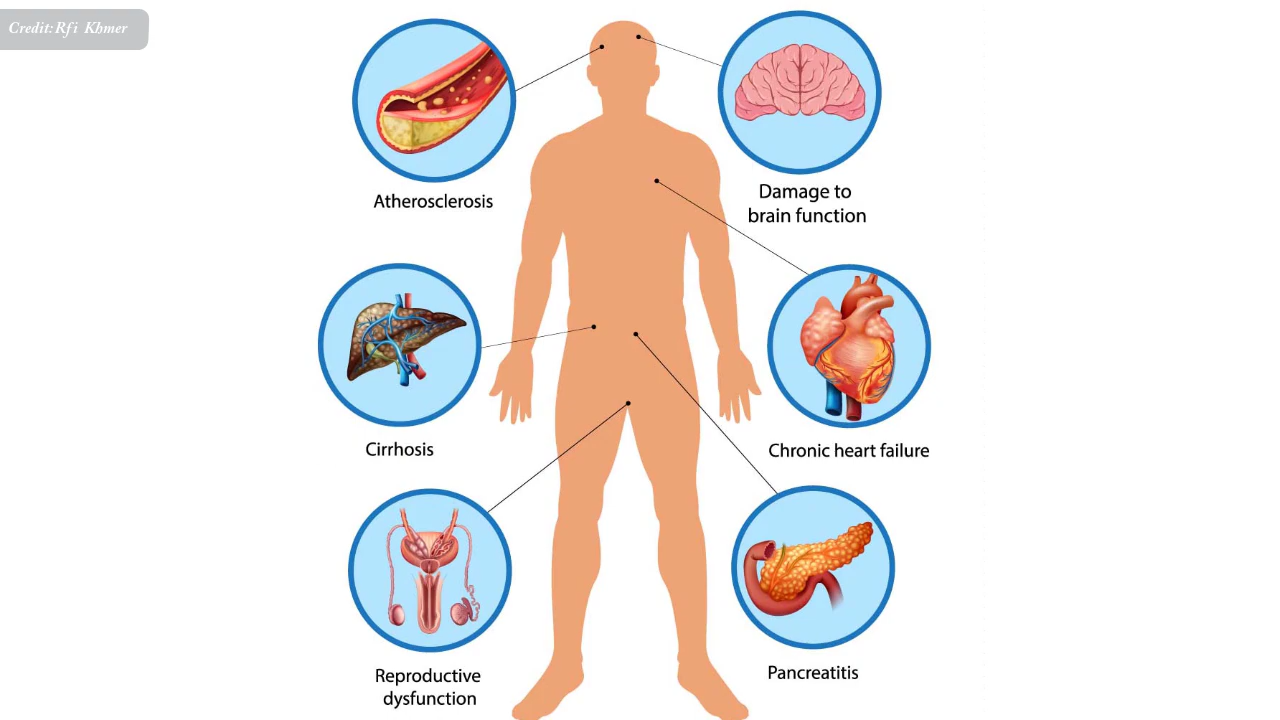 Credit:Rfi Khmer
Atherosclerosis
Damage to
brain function
Cirrhosis
Chronic heart failure
Reproductive
dysfunction
Pancreatitis